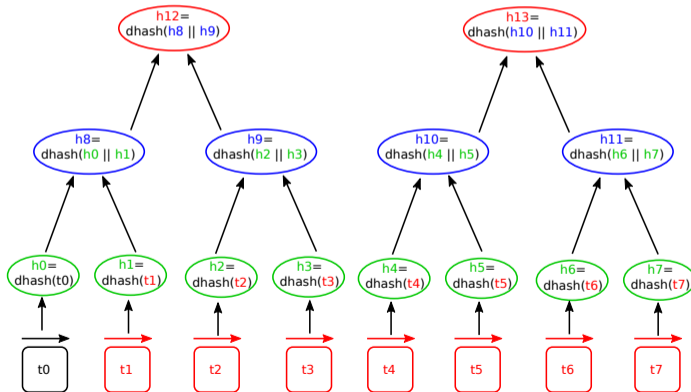 h12=
dhash(h8 || h9)
h13=
dhash(h10 || h11)
h8=
dhash(h0 || h1)
h9=
dhash(h2 || h3)
h10=
dhash(h4 || h5)
h11=
dhash(h6 || h7)
h0=
dhash(t0)
h1=
dhash(t1)
h2=
dhash(t2)
h3=
dhash(t3)
h4=
dhash(t4)
h5=
dhash(t5)
h6=
dhash(t6)
h7=
dhash(t7)
t0
t1
t2
t3
t4
t5
t6
t7